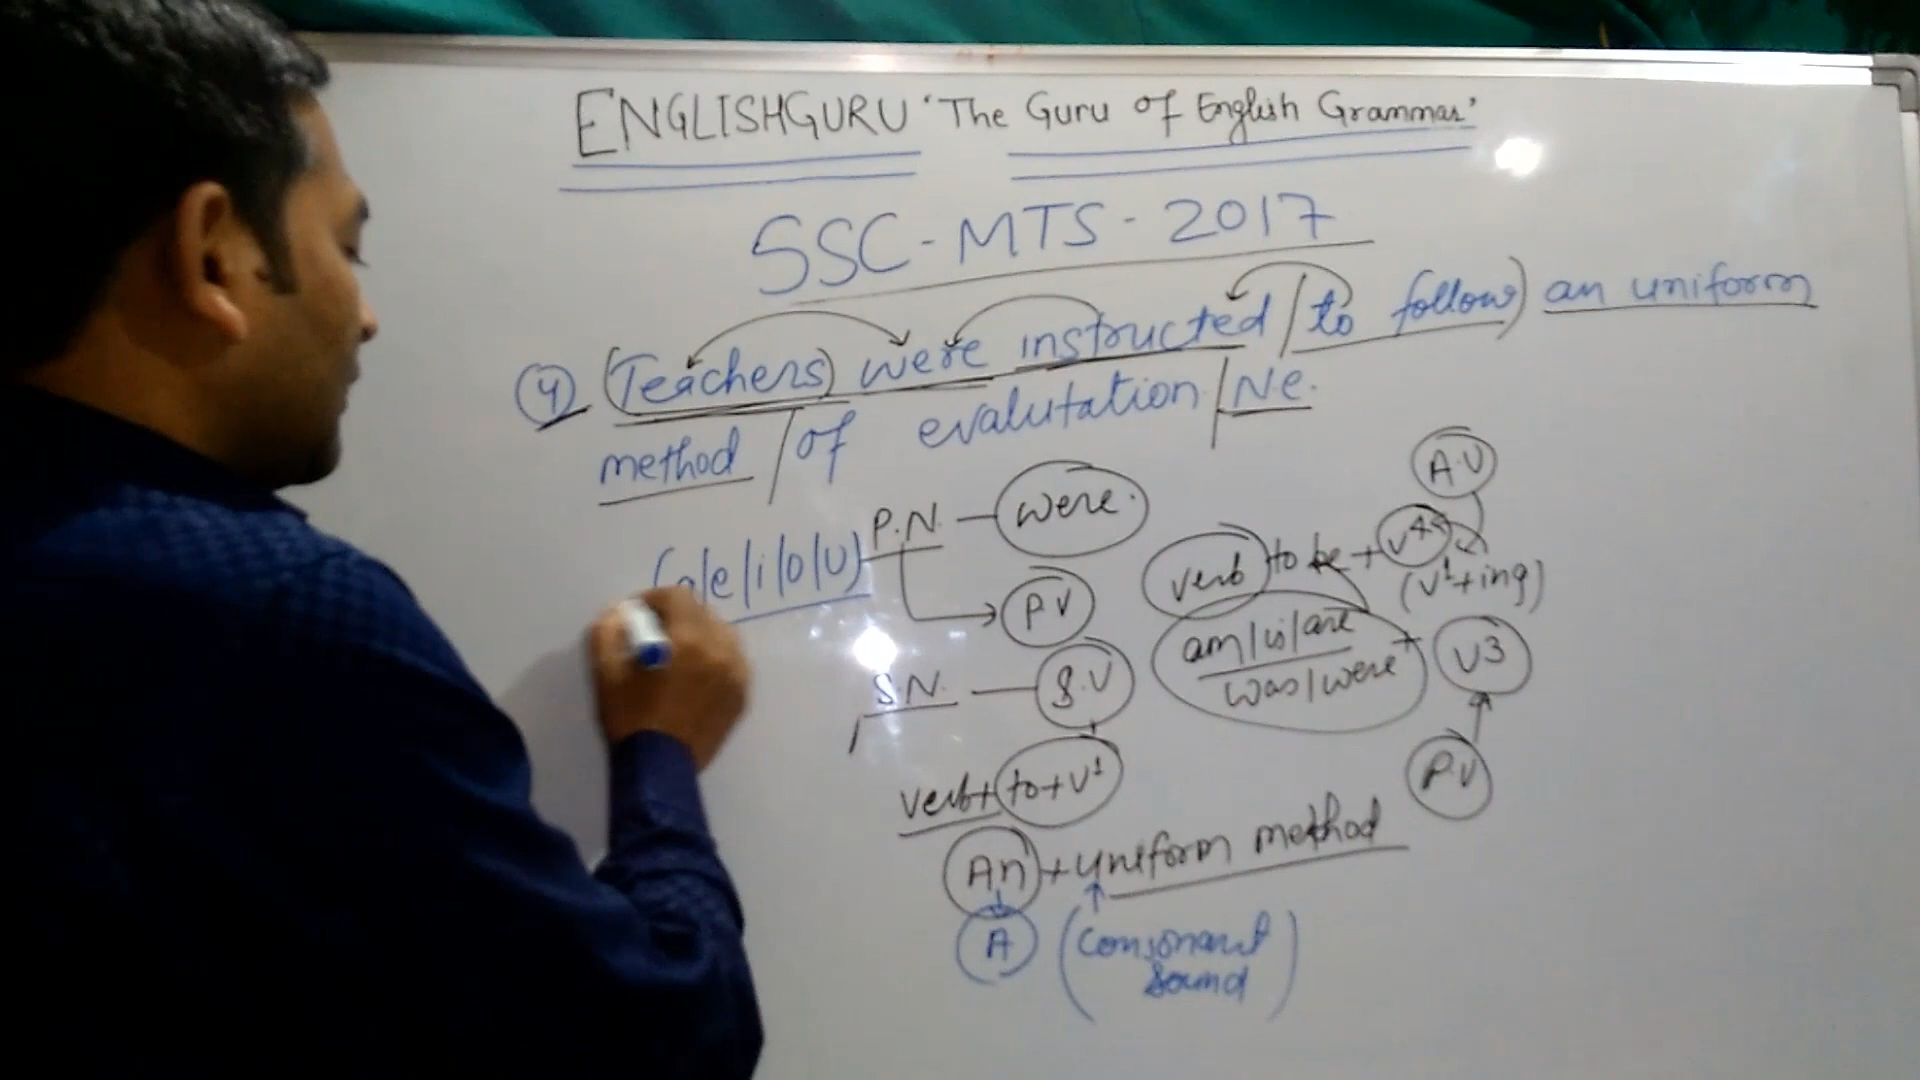 ENGLISHGURU 'The Guru of English Grammar'
SSC-MTS-2017
4) (Teachers) were instructed / to follow) an uniform
method / of evalutation / N.e.
(a/e/i/o/u)
P.N. – were.
P.V
S.N. – S.V
verb + to + v1
An + uniform method
A (Consonant
Sound)
A.V
verb to be + v4
(v1+ing)
am/is/are
was/were + v3
P.V